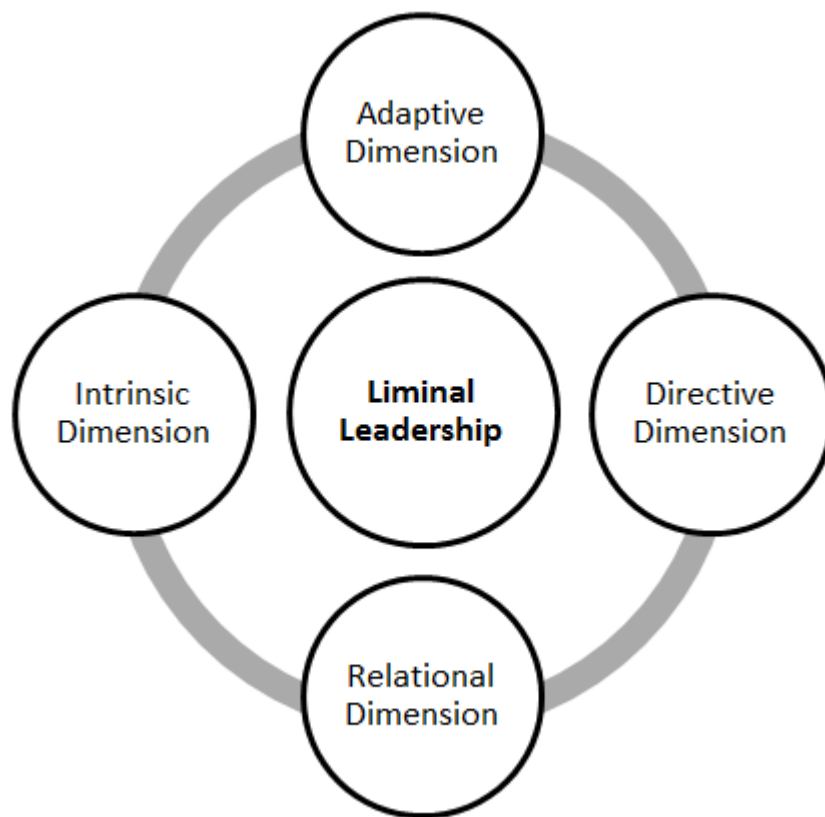 Adaptive
Dimension
Intrinsic
Dimension
Liminal
Leadership
Directive
Dimension
Relational
Dimension